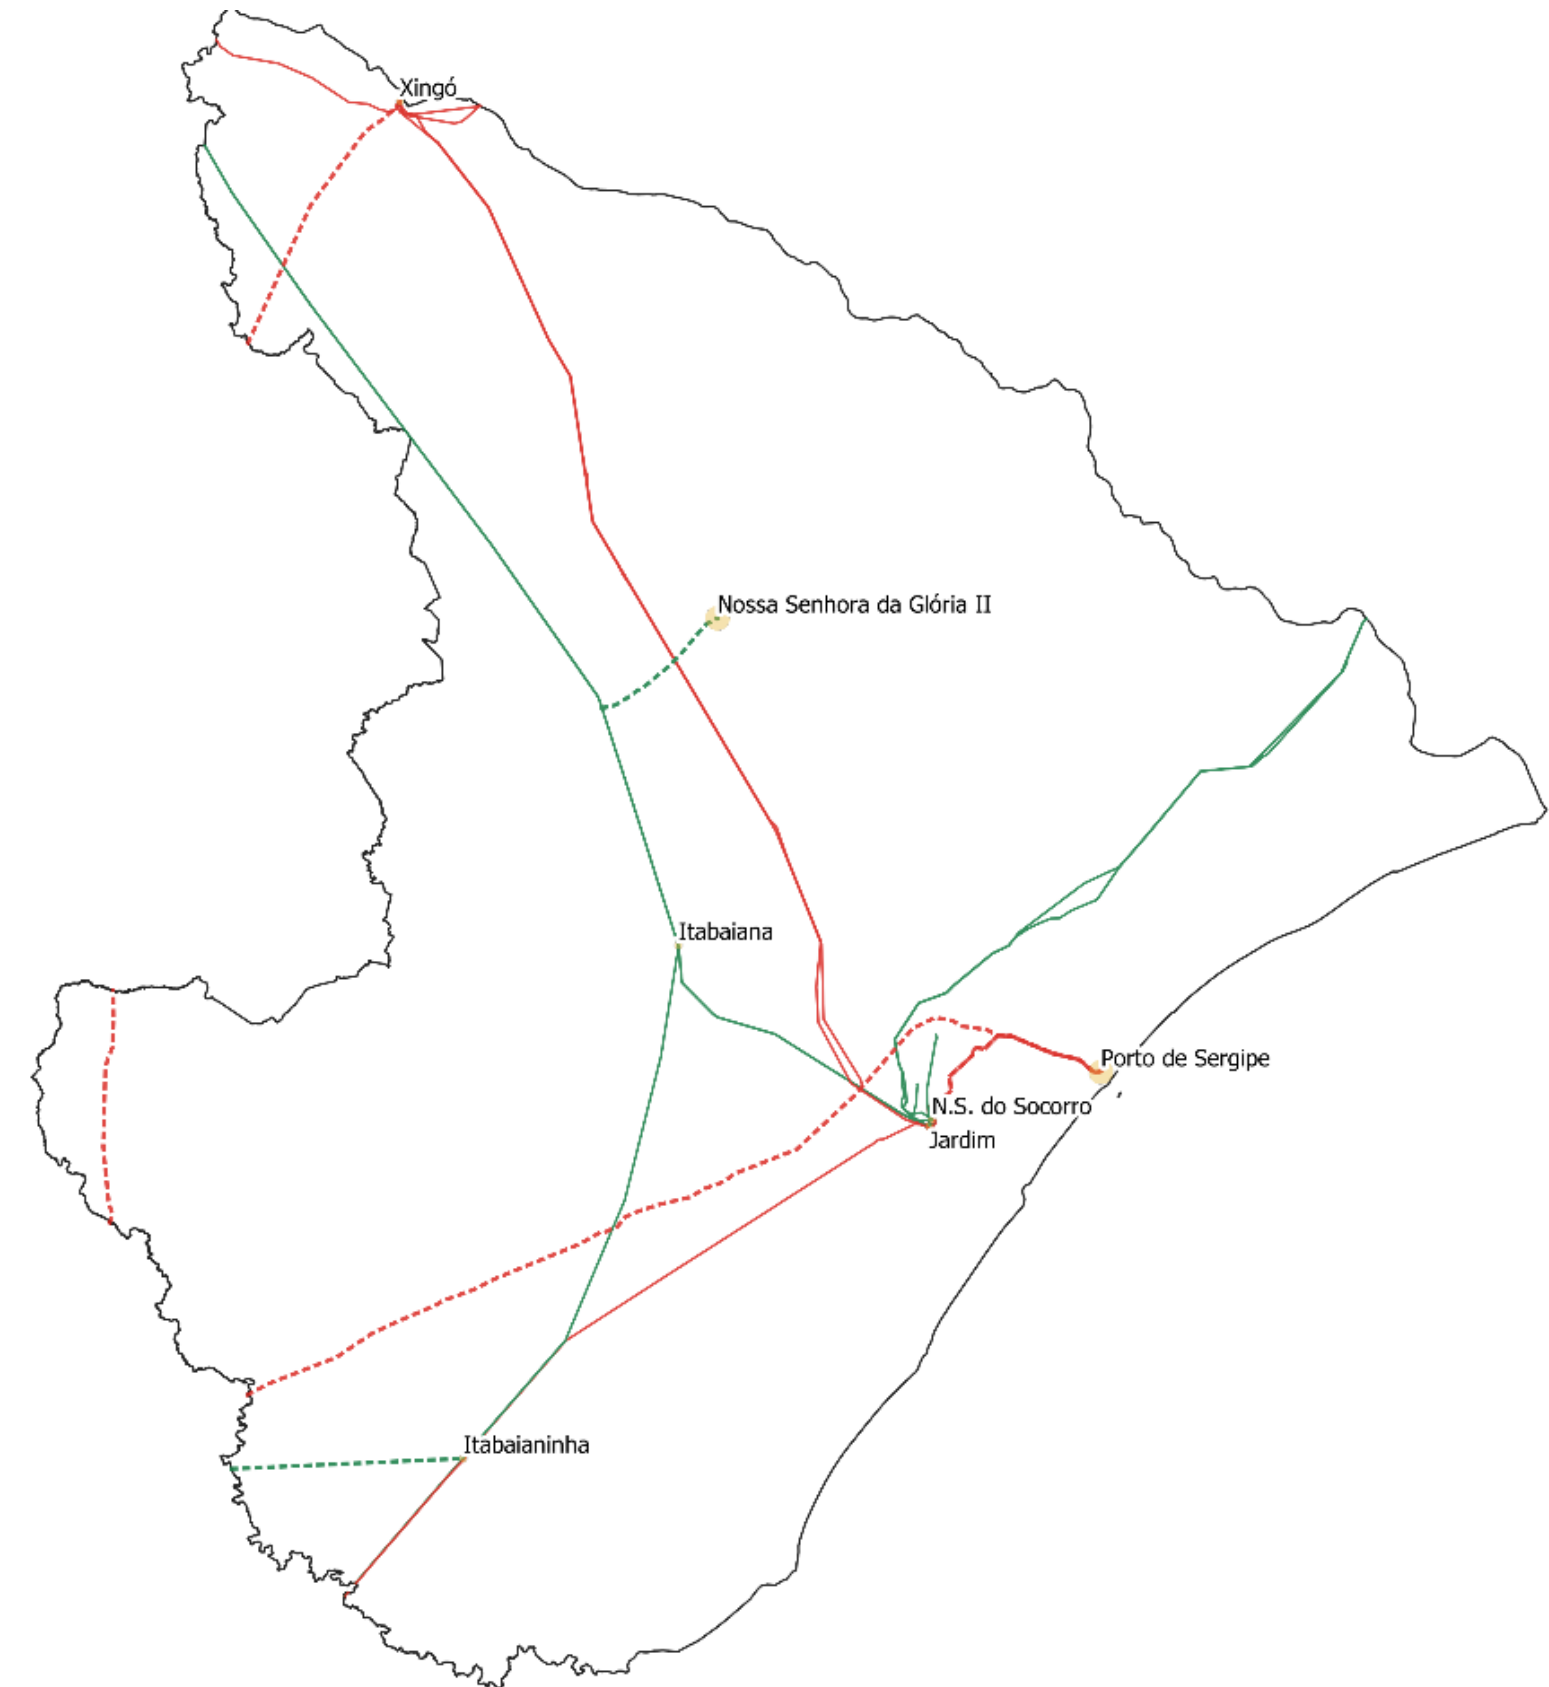 Xingó
Nossa Senhora da Glória II
Itabaiana
Porto de Sergipe
N.S. do Socorro
Jardim
Itabaianinha